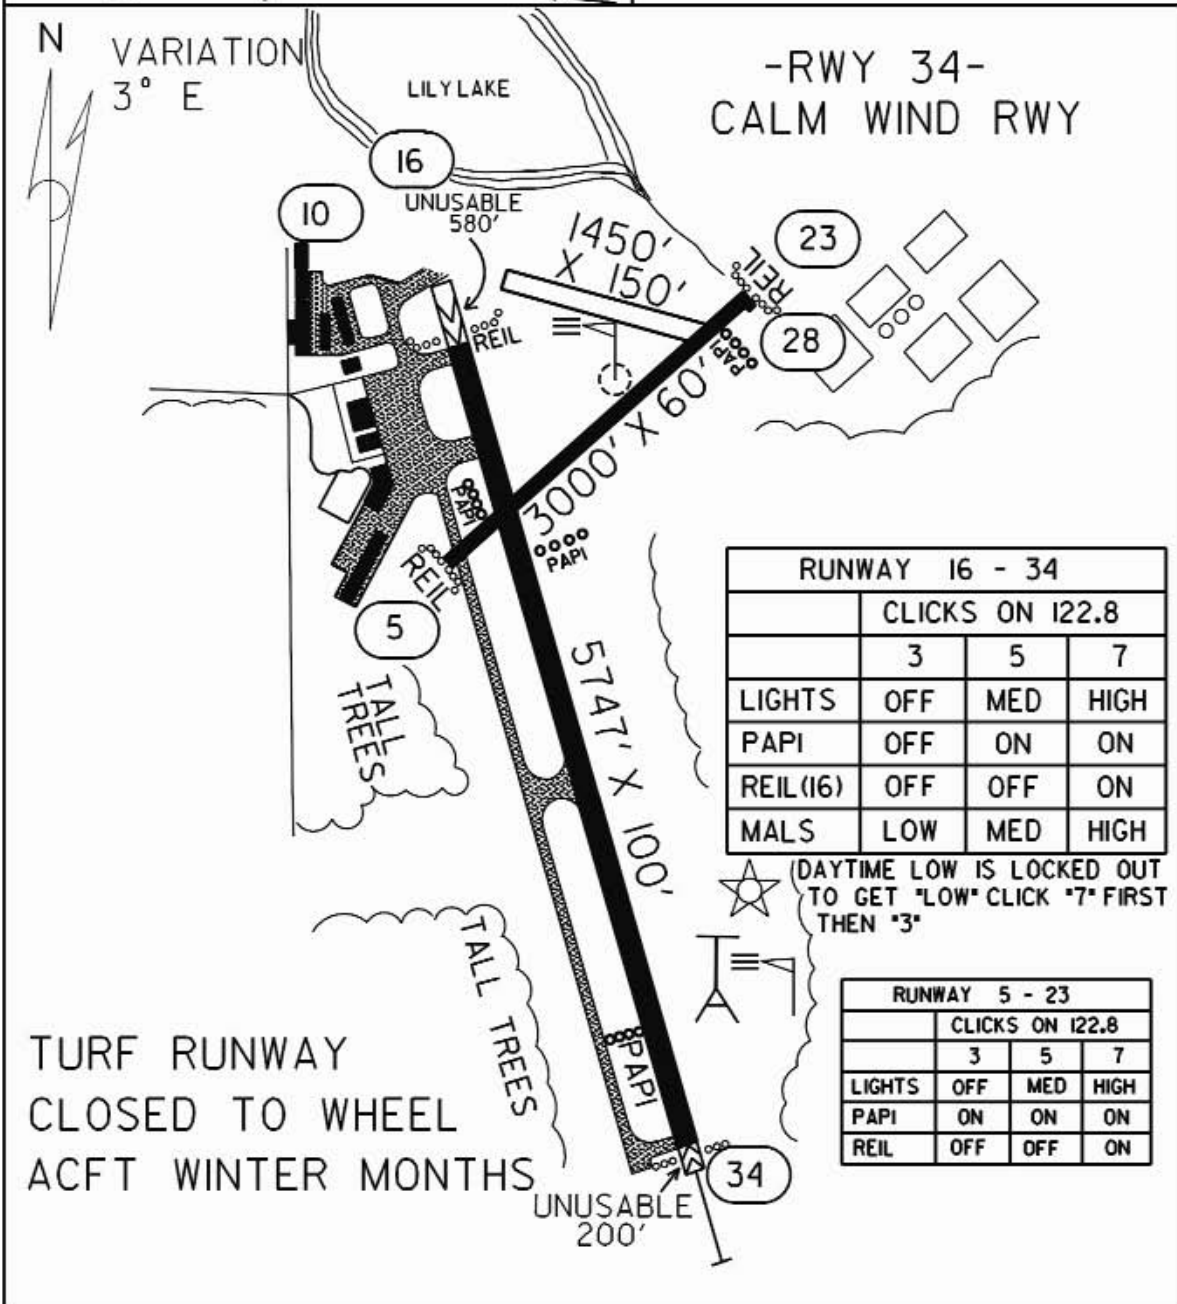 N
VARIATION
3° E
LILY LAKE
-RWY 34-
CALM WIND RWY
16
10
UNUSABLE
580'
1450'
X 150'
REIL
23
REIL
PAPI
28
3000' X 60'
PAPI
PAPI
REIL
5
TALL
TREES
5747' X 100'
RUNWAY 16 - 34
CLICKS ON 122.8
3 5 7
LIGHTS OFF MED HIGH
PAPI OFF ON ON
REIL(16) OFF OFF ON
MALS LOW MED HIGH
DAYTIME LOW IS LOCKED OUT
TO GET "LOW" CLICK "7" FIRST
THEN "3"
TALL TREES
RUNWAY 5 - 23
CLICKS ON 122.8
3 5 7
LIGHTS OFF MED HIGH
PAPI ON ON ON
REIL OFF OFF ON
PAPI
TURF RUNWAY
CLOSED TO WHEEL
ACFT WINTER MONTHS
34
UNUSABLE
200'